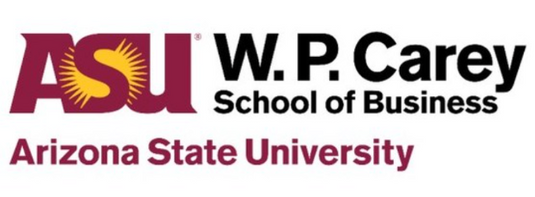 ASU® W. P. Carey
School of Business
Arizona State University